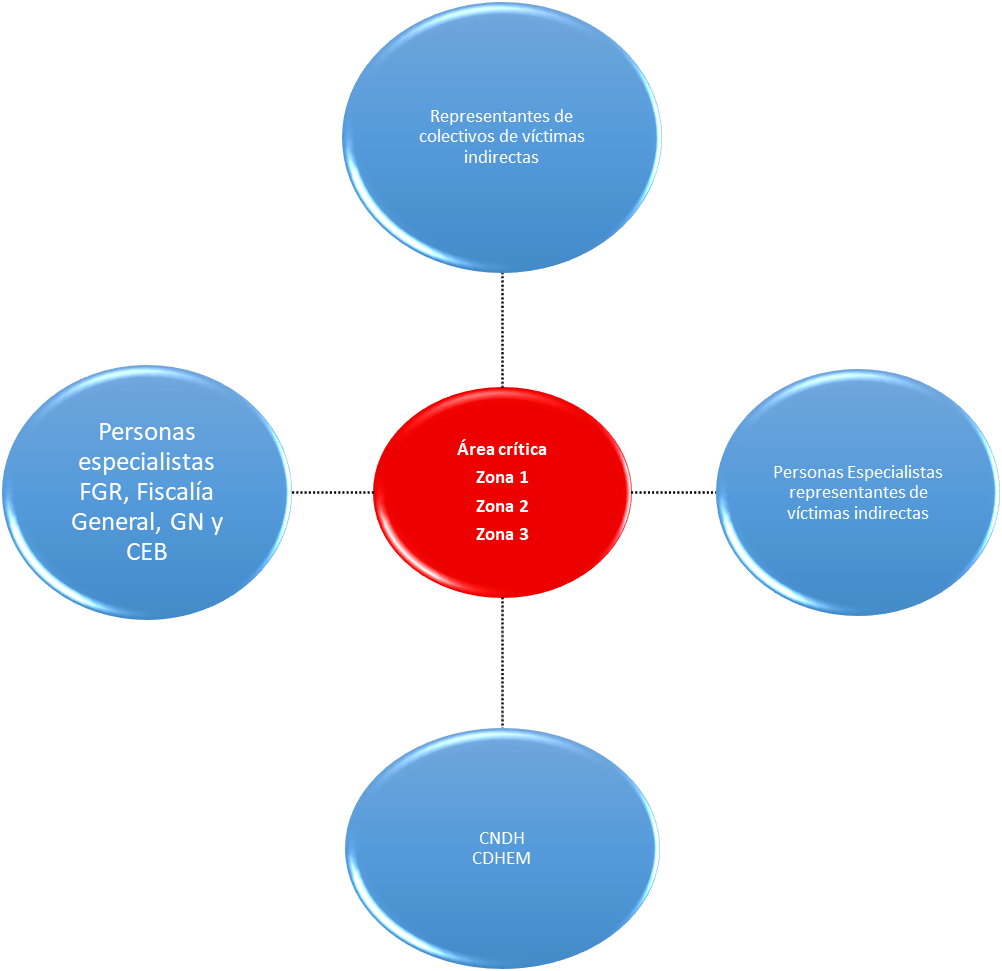 Representantes de
colectivos de víctimas
indirectas
Personas
especialistas
FGR, Fiscalía
General, GN y
CEB
Área crítica
Zona 1
Zona 2
Zona 3
Personas Especialistas
representantes de
víctimas indirectas
CNDH
CDHEM